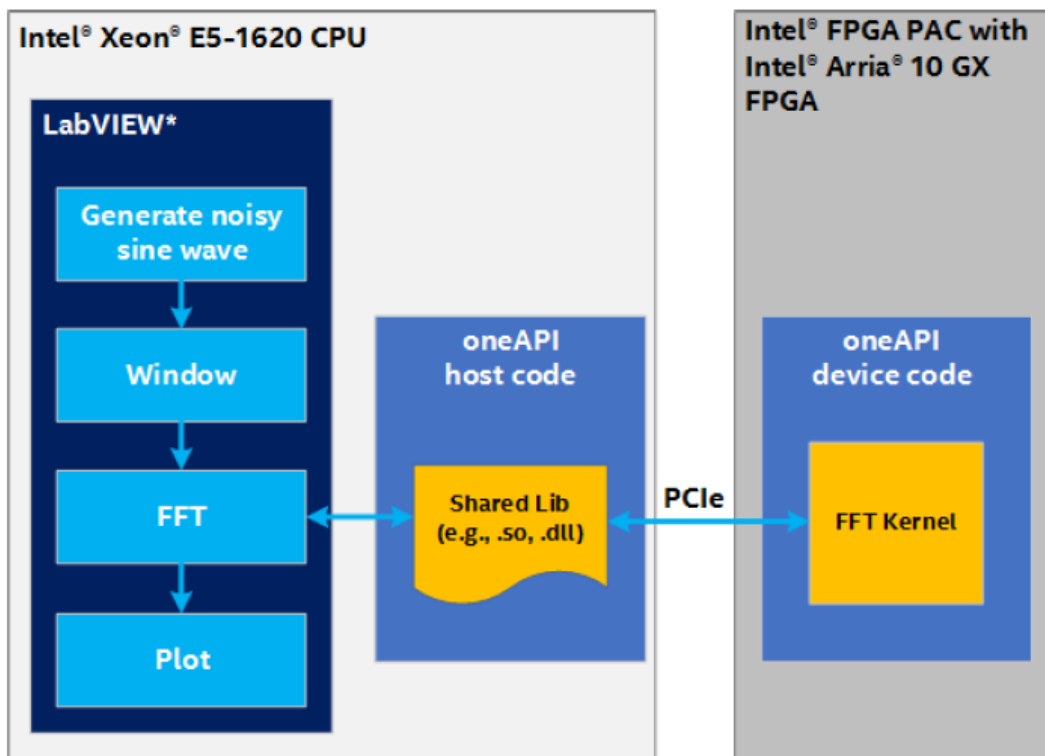 Intel® Xeon® E5-1620 CPU
LabVIEW*
Generate noisy
sine wave
Window
FFT
Plot
oneAPI
host code
Shared Lib
(e.g., .so, .dll)
PCIe
Intel® FPGA PAC with
Intel® Arria® 10 GX
FPGA
oneAPI
device code
FFT Kernel